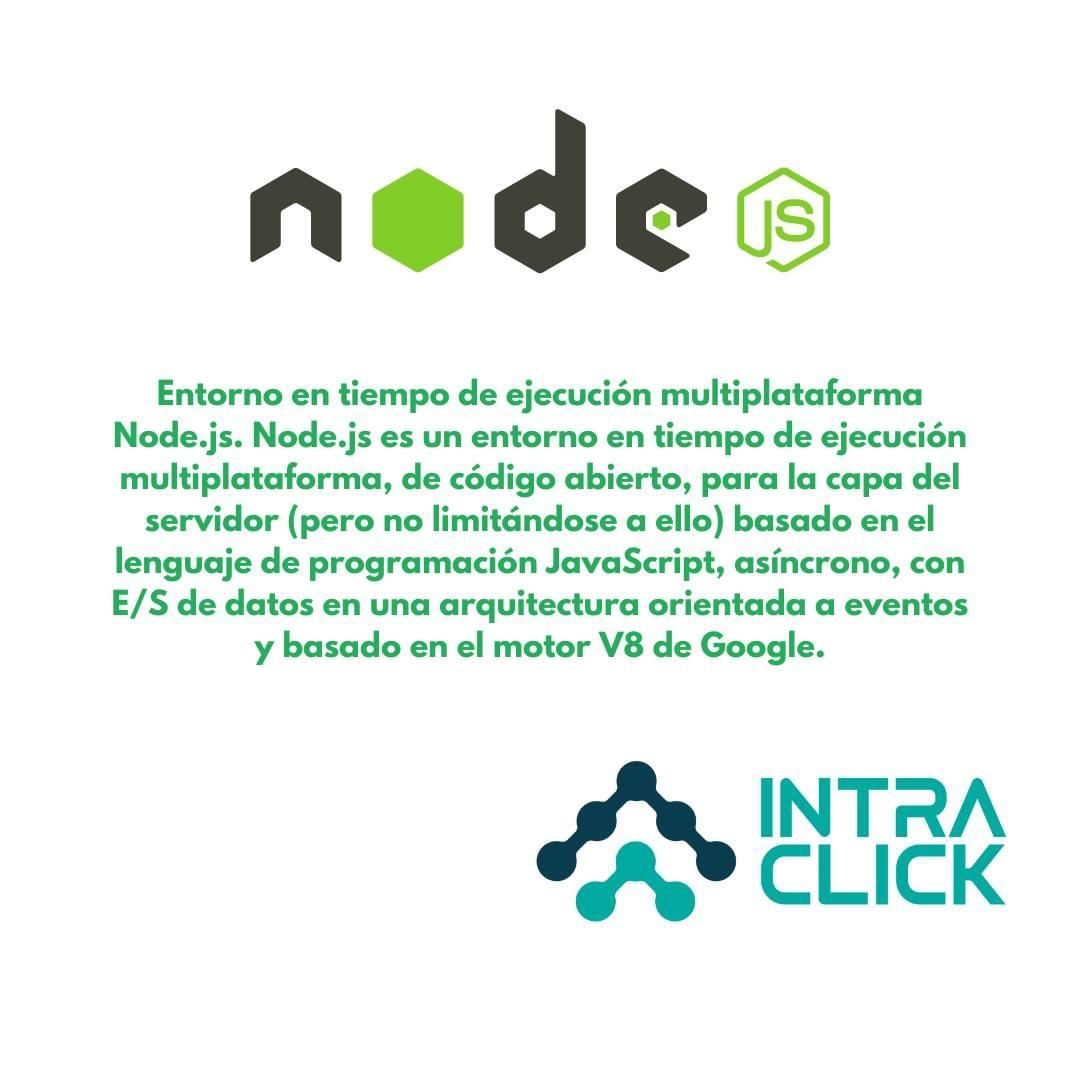 node JS
Entorno en tiempo de ejecución multiplataforma
Node.js. Node.js es un entorno en tiempo de ejecución
multiplataforma, de código abierto, para la capa del
servidor (pero no limitándose a ello) basado en el
lenguaje de programación JavaScript, asíncrono, con
E/S de datos en una arquitectura orientada a eventos
y basado en el motor V8 de Google.
INTRA
CLICK